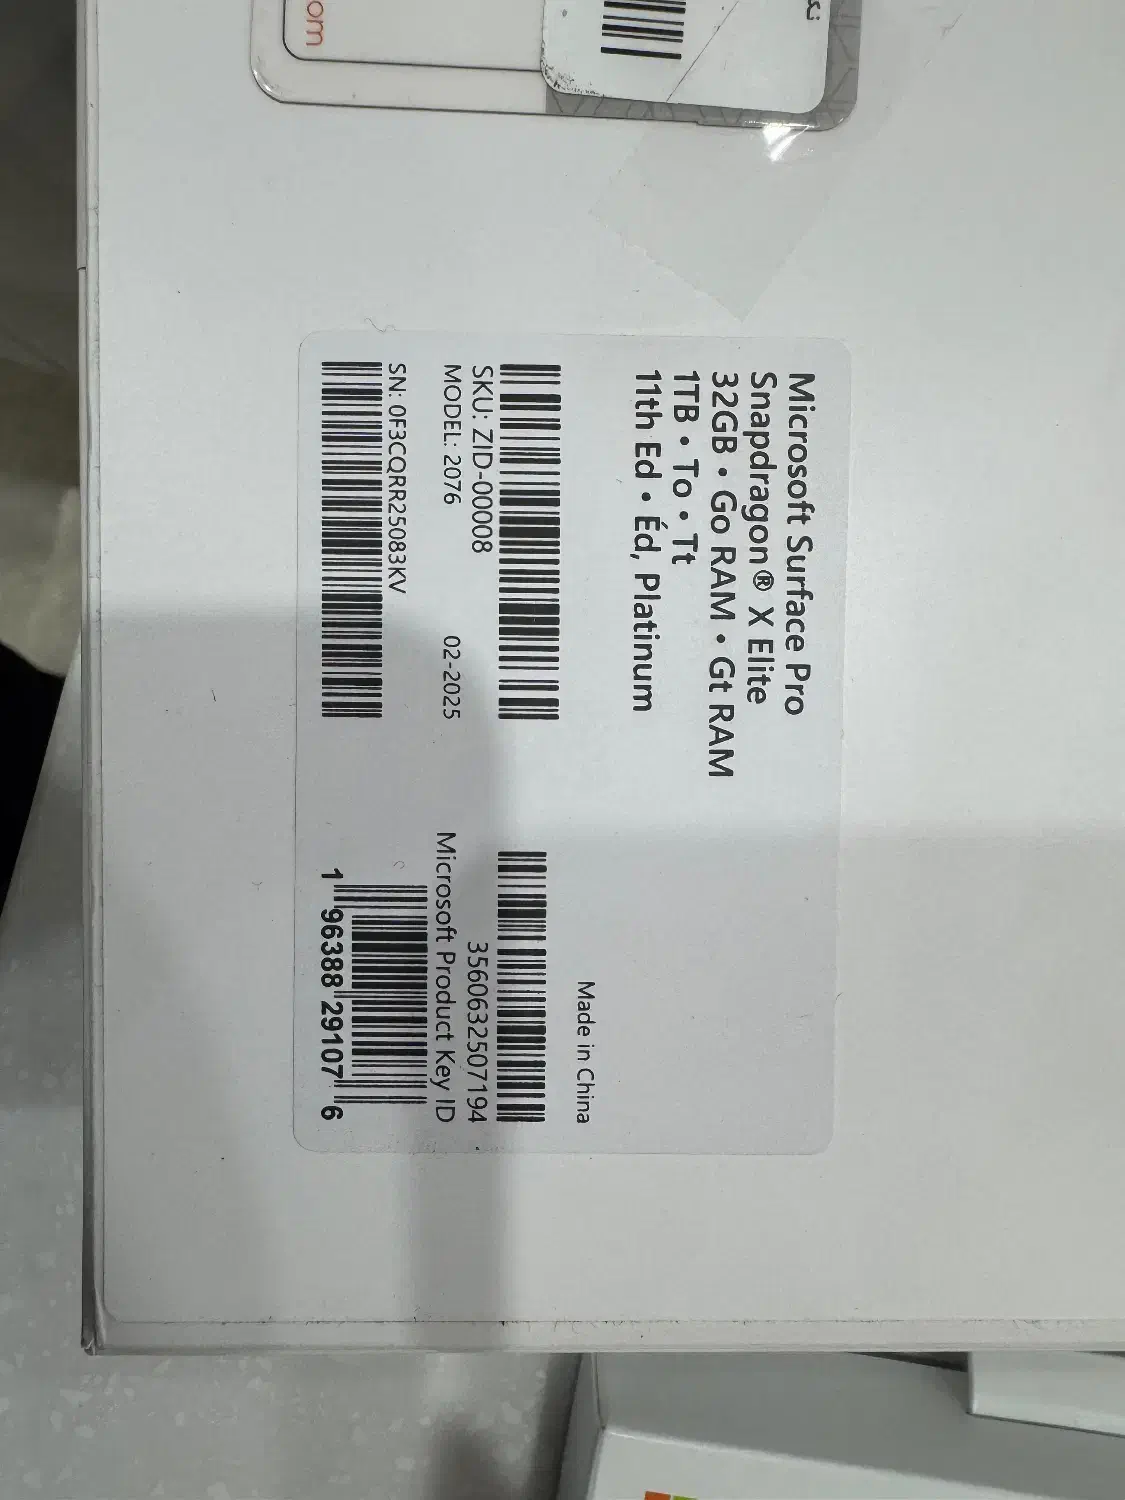 om
Microsoft Surface Pro
Snapdragon® X Elite
32GB • Go RAM • Gt RAM
1TB • To • Tt
11th Ed • Éd, Platinum
Made in China
SKU: ZID-00008
MODEL: 2076
02-2025
SN: 0F3CQRR25083KV
3560632507194
Microsoft Product Key ID
1 96388 29107 6